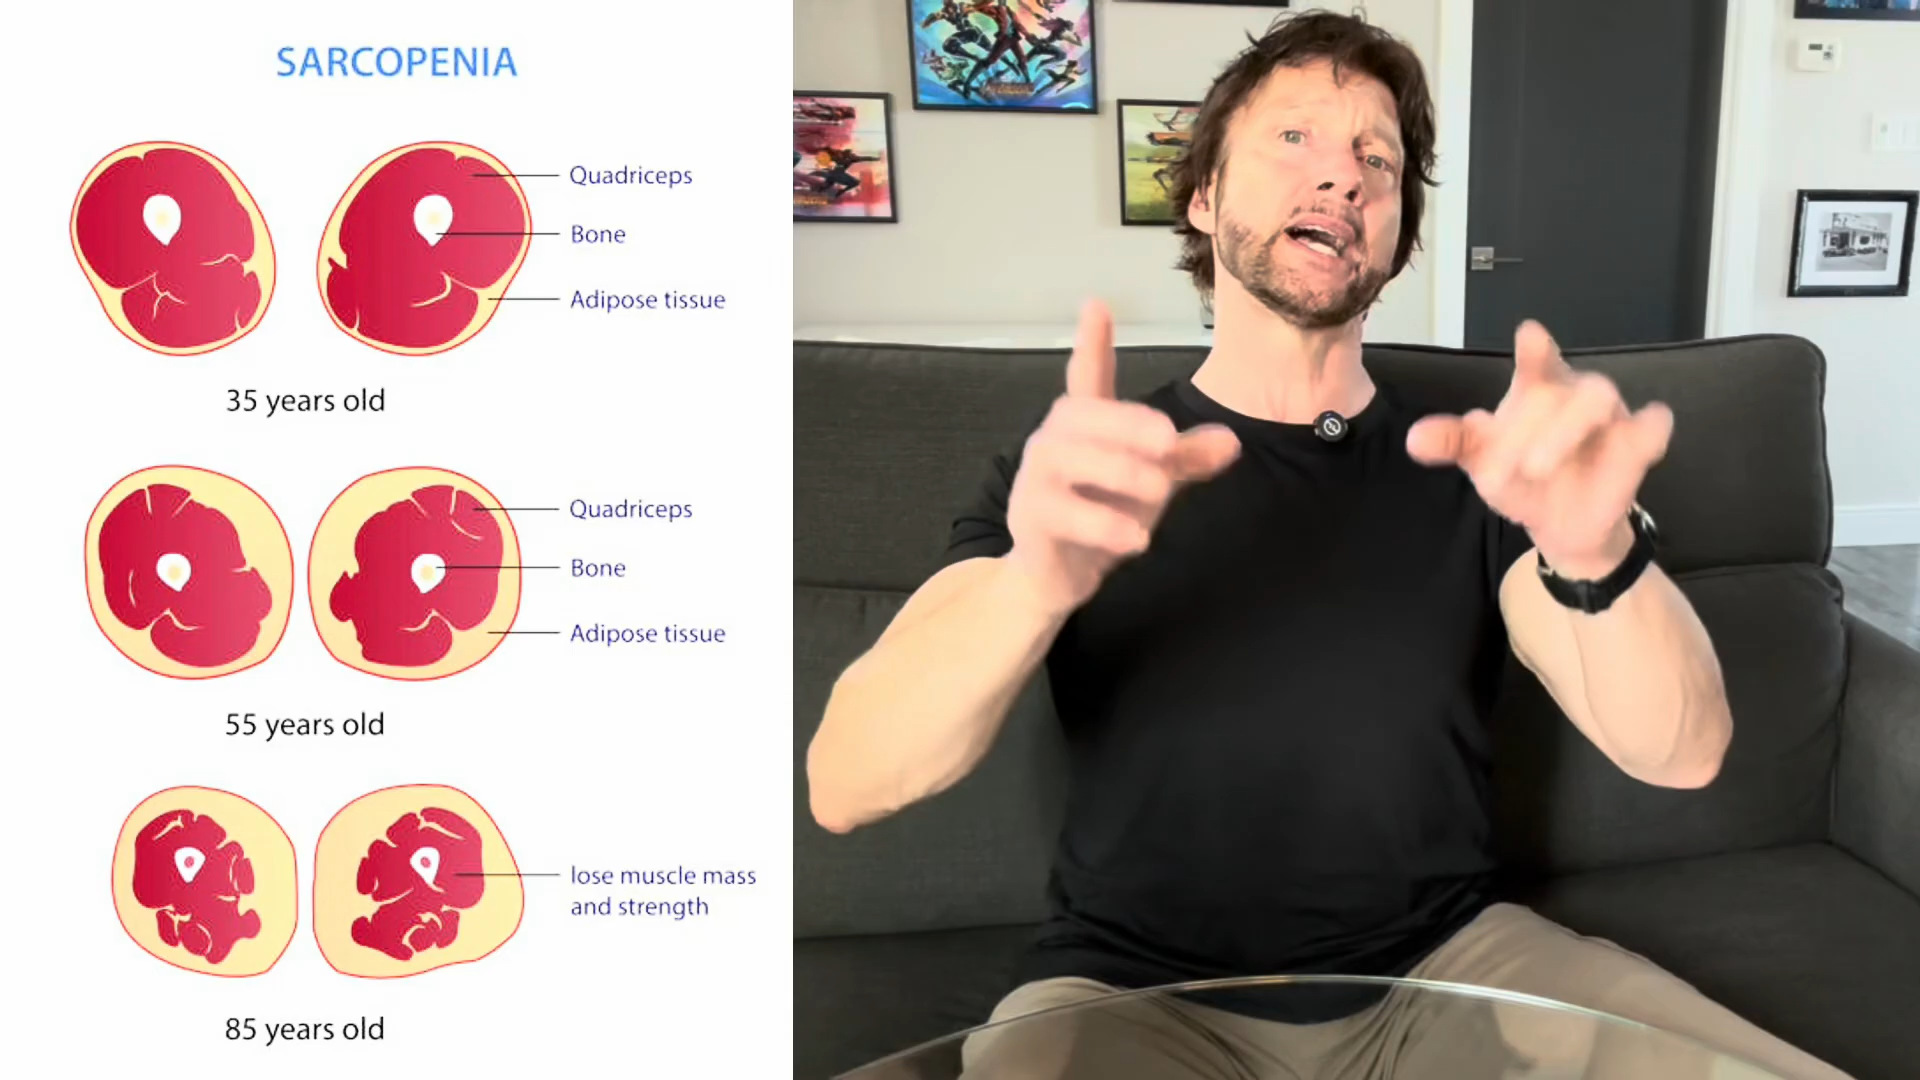 SARCOPENIA
Quadriceps
Bone
Adipose tissue
35 years old
Quadriceps
Bone
Adipose tissue
55 years old
lose muscle mass
and strength
85 years old